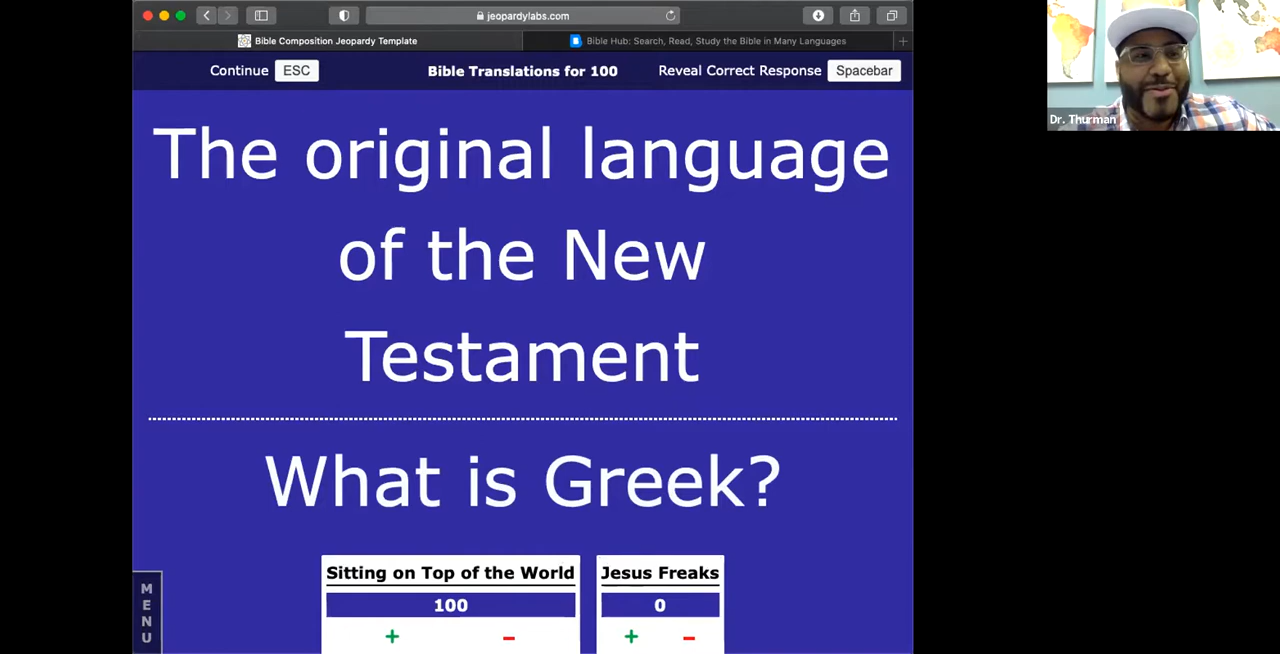 jeopardylabs.com
Bible Composition Jeopardy Template
Bible Hub: Search, Read, Study the Bible in Many Languages
Continue ESC
Bible Translations for 100
Reveal Correct Response Spacebar
The original language
of the New
Testament
What is Greek?
Sitting on Top of the World
100
+ −
Jesus Freaks
0
+ −
MENU
Dr. Thurman